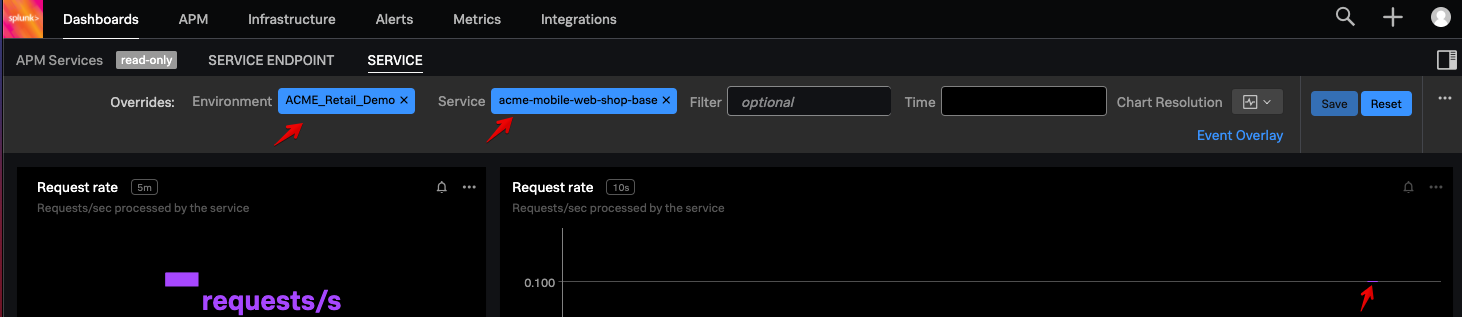 splunk>
Dashboards APM Infrastructure Alerts Metrics Integrations
APM Services read-only SERVICE ENDPOINT SERVICE
Overrides: Environment ACME_Retail_Demo × Service acme-mobile-web-shop-base × Filter optional Time Chart Resolution Save Reset
Event Overlay
Request rate 5m
Requests/sec processed by the service
requests/s
Request rate 10s
Requests/sec processed by the service
0.100